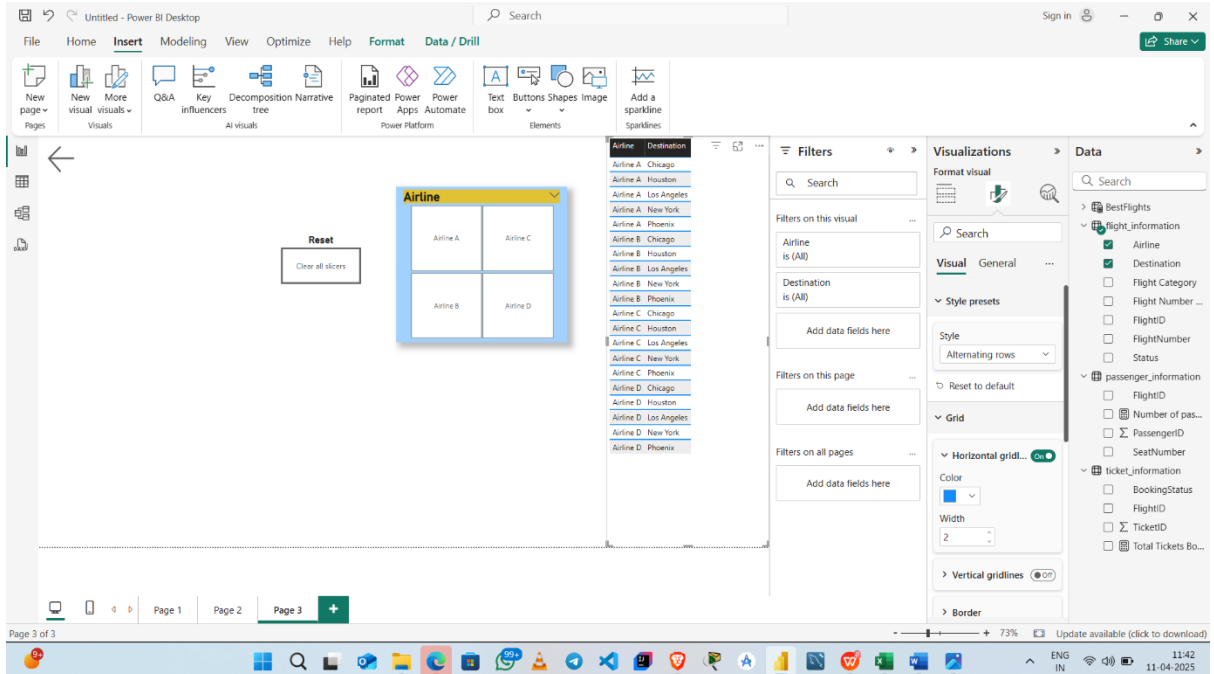 Untitled - Power BI Desktop
Search
Sign in
File Home Insert Modeling View Optimize Help Format Data / Drill
Share
New page
New visual
More visuals
Q&A
Key influencers
Decomposition tree
Narrative
Paginated report
Power Apps
Power Automate
Text box
Buttons
Shapes
Image
Add a sparkline
Pages
Visuals
AI visuals
Power Platform
Elements
Sparklines
Reset
Clear all slicers
Airline
Airline A
Airline C
Airline B
Airline D
Airline Destination
Airline A Chicago
Airline A Houston
Airline A Los Angeles
Airline A New York
Airline A Phoenix
Airline B Chicago
Airline B Houston
Airline B Los Angeles
Airline B New York
Airline B Phoenix
Airline C Chicago
Airline C Houston
Airline C Los Angeles
Airline C New York
Airline C Phoenix
Airline D Chicago
Airline D Houston
Airline D Los Angeles
Airline D New York
Airline D Phoenix
Filters
Search
Filters on this visual ...
Airline
is (All)
Destination
is (All)
Add data fields here
Filters on this page ...
Add data fields here
Filters on all pages ...
Add data fields here
Visualizations
Format visual
Search
Visual General ...
Style presets
Style
Alternating rows
Reset to default
Grid
Horizontal gridl... On
Color
Width
2
Vertical gridlines Off
Border
Data
Search
BestFlights
flight_information
Airline
Destination
Flight Category
Flight Number ...
FlightID
FlightNumber
Status
passenger_information
FlightID
Number of pas...
PassengerID
SeatNumber
ticket_information
BookingStatus
FlightID
TicketID
Total Tickets Bo...
Page 1 Page 2 Page 3
Page 3 of 3
73%
Update available (click to download)
9+
99+
ENG
IN
11:42
11-04-2025